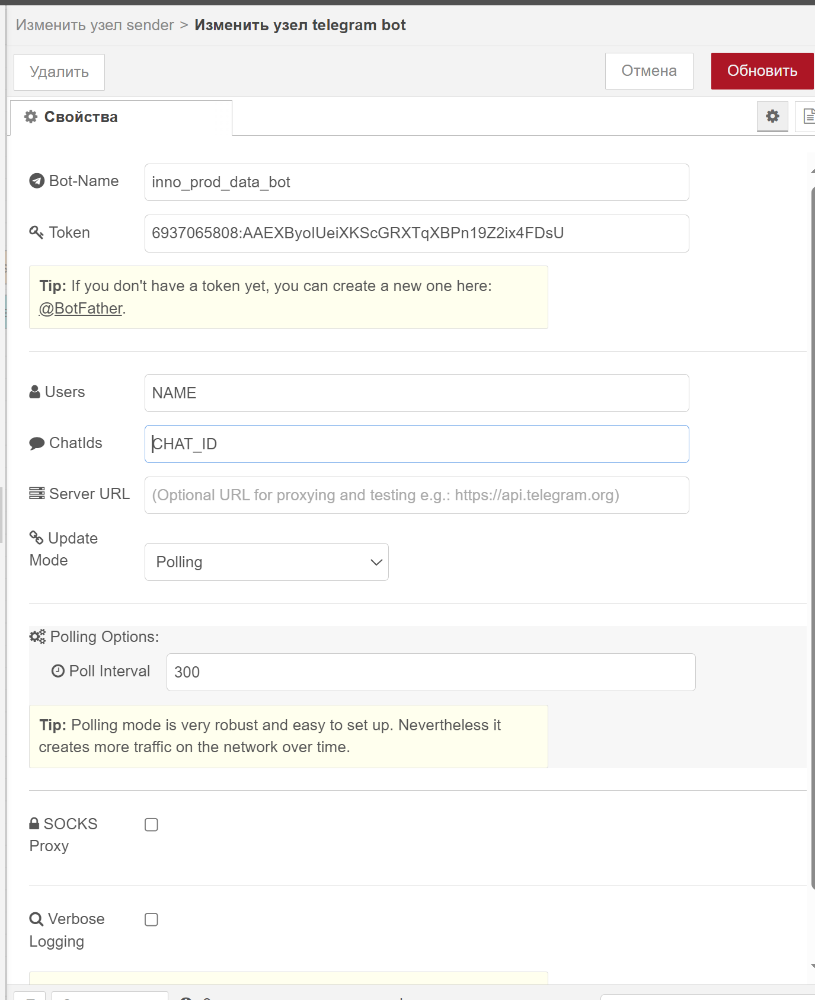 Изменить узел sender > Изменить узел telegram bot
Удалить
Отмена
Обновить
Свойства
Bot-Name
inno_prod_data_bot
Token
6937065808:AAEXByoIUeiXKScGRXTqXBPn19Z2ix4FDsU
Tip: If you don't have a token yet, you can create a new one here:
@BotFather.
Users
NAME
ChatIds
CHAT_ID
Server URL
(Optional URL for proxying and testing e.g.: https://api.telegram.org)
Update
Mode
Polling
Polling Options:
Poll Interval
300
Tip: Polling mode is very robust and easy to set up. Nevertheless it
creates more traffic on the network over time.
SOCKS
Proxy
Verbose
Logging